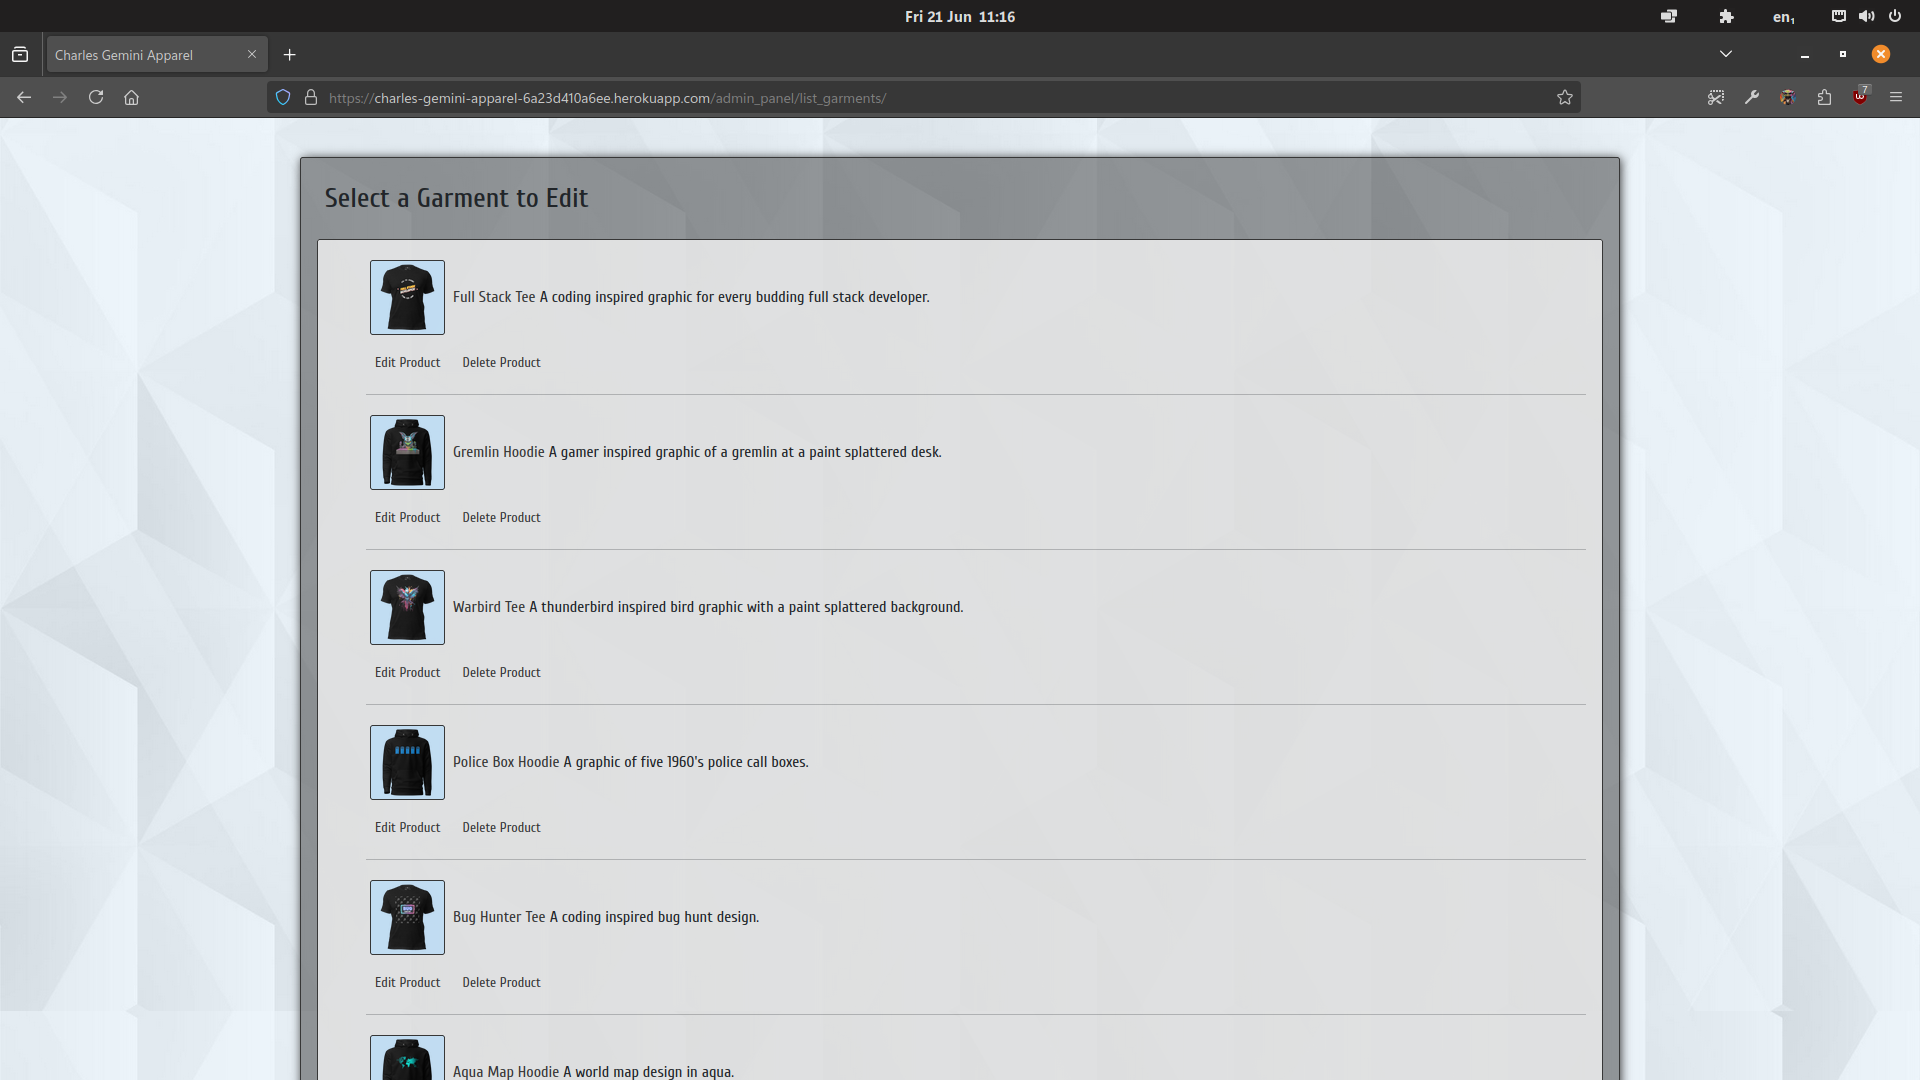 Fri 21 Jun 11:16
en₁
Charles Gemini Apparel
https://charles-gemini-apparel-6a23d410a6ee.herokuapp.com/admin_panel/list_garments/
7
Select a Garment to Edit
Full Stack Tee A coding inspired graphic for every budding full stack developer.
Edit Product Delete Product
Gremlin Hoodie A gamer inspired graphic of a gremlin at a paint splattered desk.
Edit Product Delete Product
Warbird Tee A thunderbird inspired bird graphic with a paint splattered background.
Edit Product Delete Product
Police Box Hoodie A graphic of five 1960's police call boxes.
Edit Product Delete Product
Bug Hunter Tee A coding inspired bug hunt design.
Edit Product Delete Product
Aqua Map Hoodie A world map design in aqua.